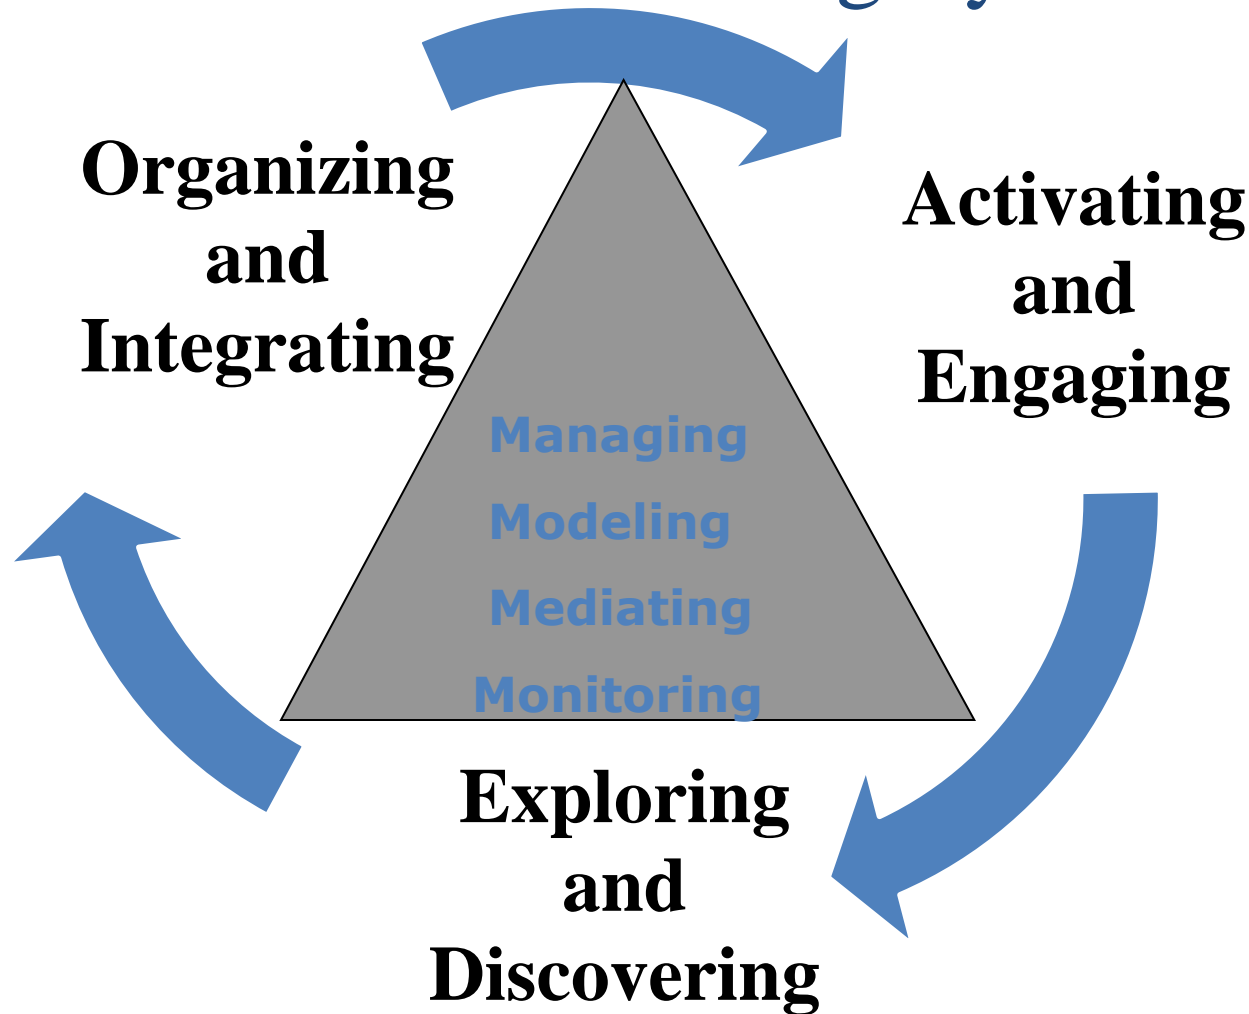 Organizing
and
Integrating
Activating
and
Engaging
Managing
Modeling
Mediating
Monitoring
Exploring
and
Discovering